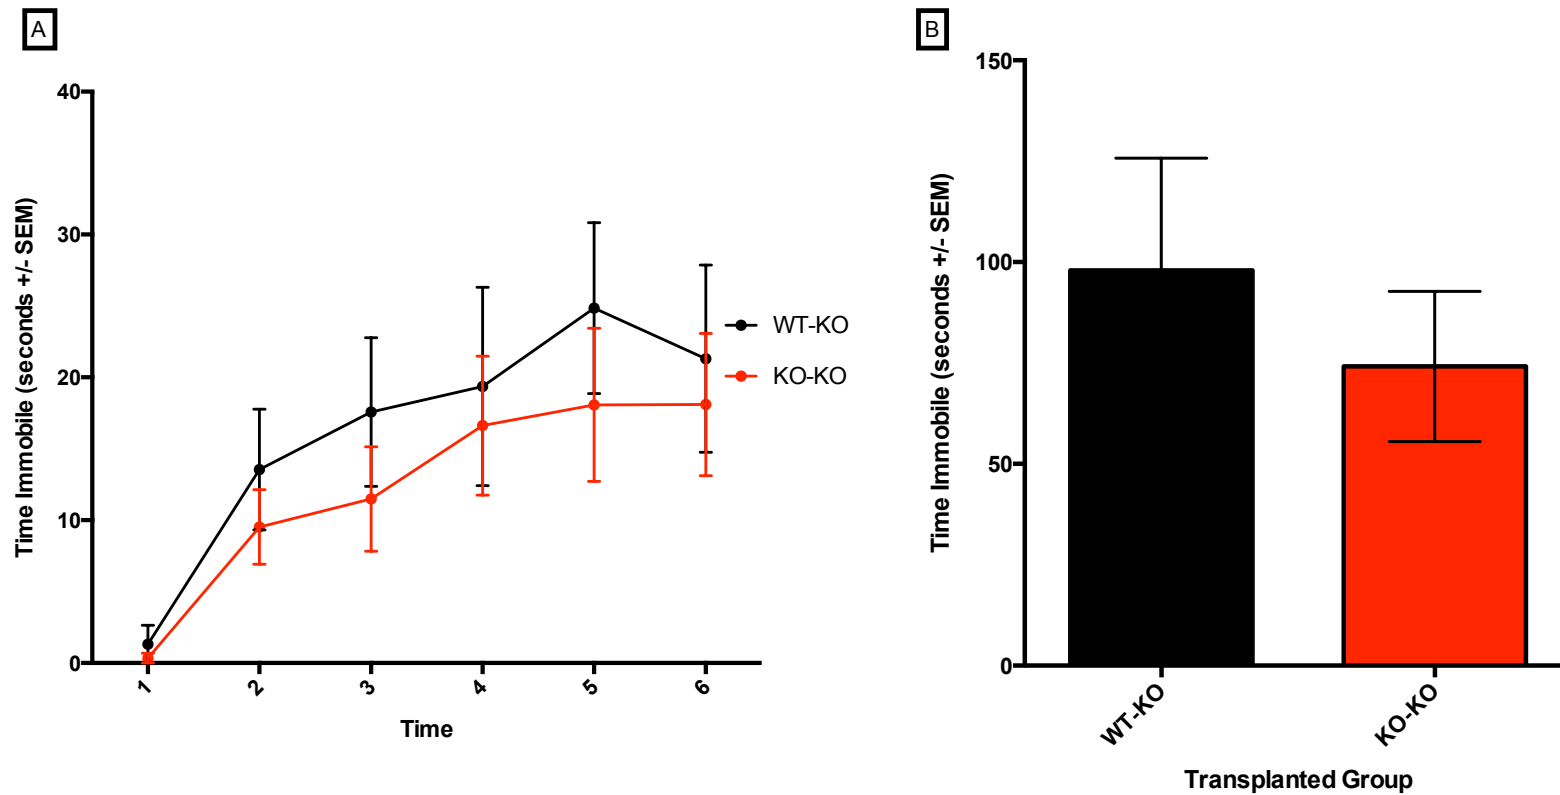 A
Time Immobile (seconds +/- SEM)
40
30
20
10
0
1
2
3
4
5
6
Time
WT-KO
KO-KO
B
Time Immobile (seconds +/- SEM)
150
100
50
0
WT-KO
KO-KO
Transplanted Group